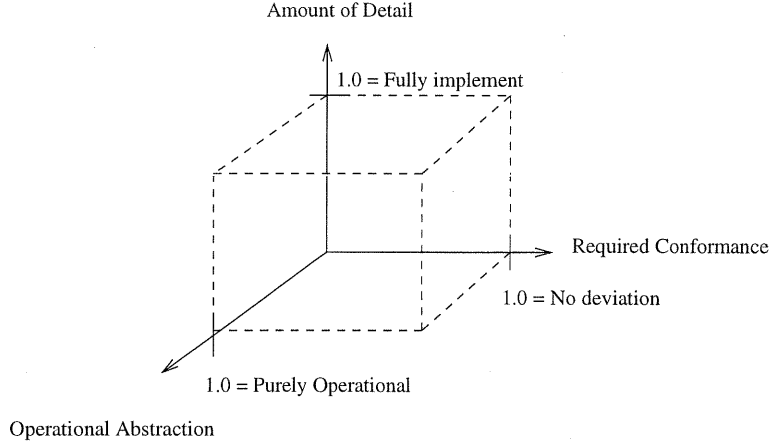 Amount of Detail
1.0 = Fully implement
Required Conformance
1.0 = No deviation
1.0 = Purely Operational
Operational Abstraction